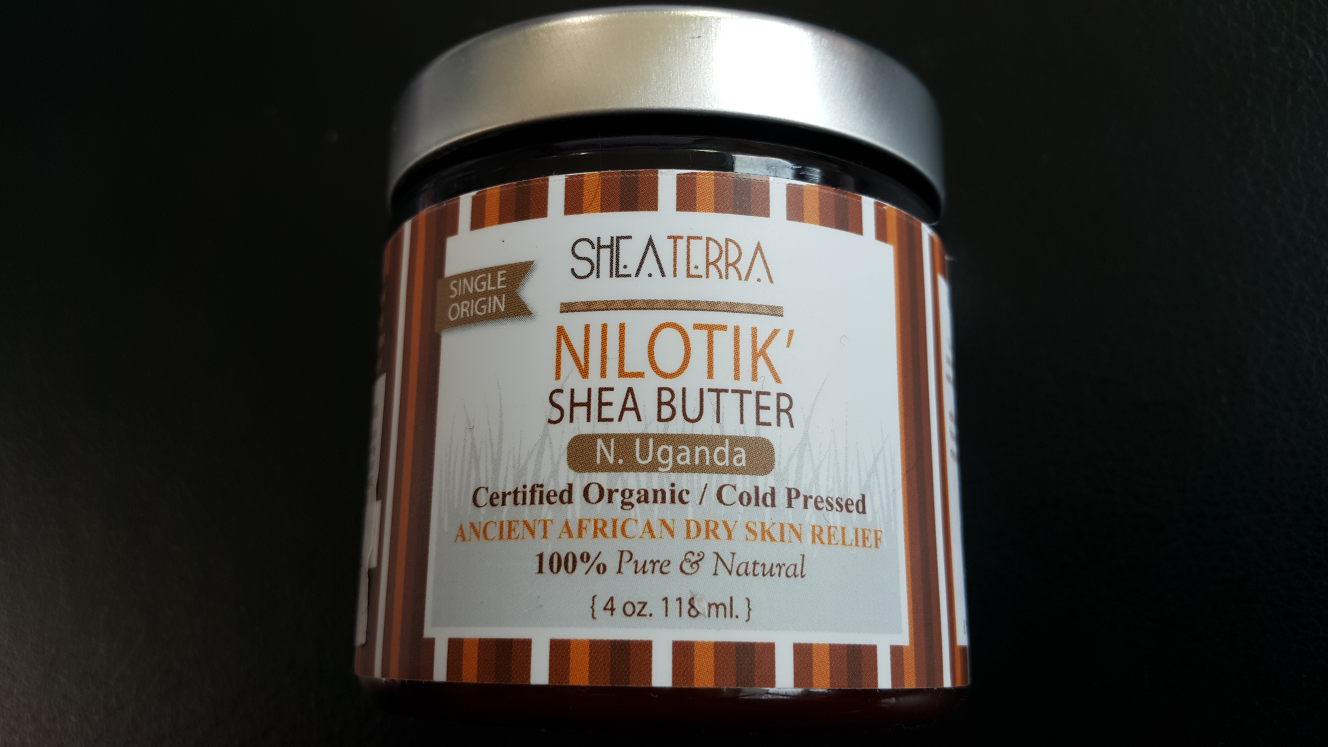 SHEATERRA
SINGLE
ORIGIN
NILOTIK'
SHEA BUTTER
N. Uganda
Certified Organic / Cold Pressed
ANCIENT AFRICAN DRY SKIN RELIEF
100% Pure & Natural
{ 4 oz. 118 ml. }